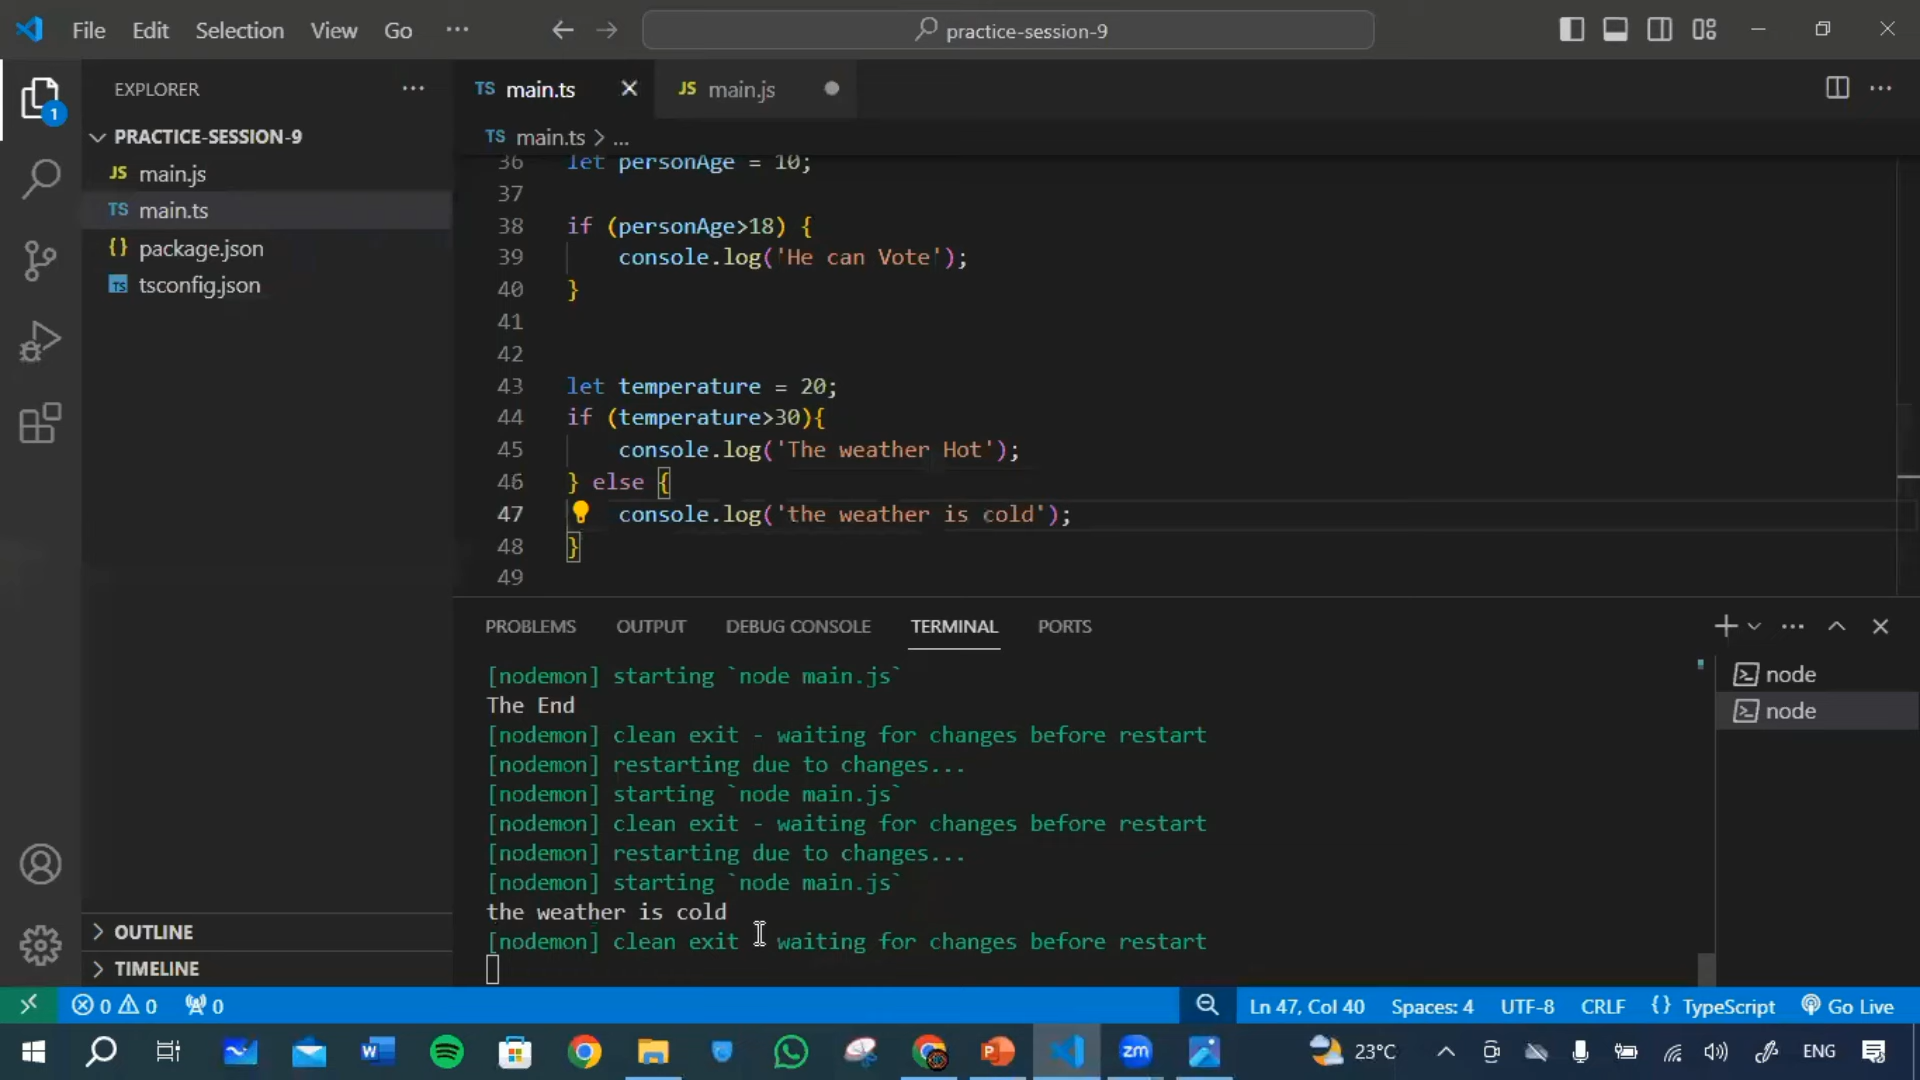 File Edit Selection View Go ··· practice-session-9
EXPLORER ···
TS main.ts JS main.js
PRACTICE-SESSION-9
TS main.ts > ...
JS main.js
TS main.ts
{} package.json
TS tsconfig.json
1
36 let personAge = 10;
37
38 if (personAge>18) {
39 console.log('He can Vote');
40 }
41
42
43 let temperature = 20;
44 if (temperature>30){
45 console.log('The weather Hot');
46 } else {
47 console.log('the weather is cold');
48 }
49
PROBLEMS OUTPUT DEBUG CONSOLE TERMINAL PORTS
[nodemon] starting `node main.js`
The End
[nodemon] clean exit - waiting for changes before restart
[nodemon] restarting due to changes...
[nodemon] starting `node main.js`
[nodemon] clean exit - waiting for changes before restart
[nodemon] restarting due to changes...
[nodemon] starting `node main.js`
the weather is cold
[nodemon] clean exit waiting for changes before restart
node
node
OUTLINE
TIMELINE
0 0 0 Ln 47, Col 40 Spaces: 4 UTF-8 CRLF {} TypeScript Go Live
W P zm 23°C ENG